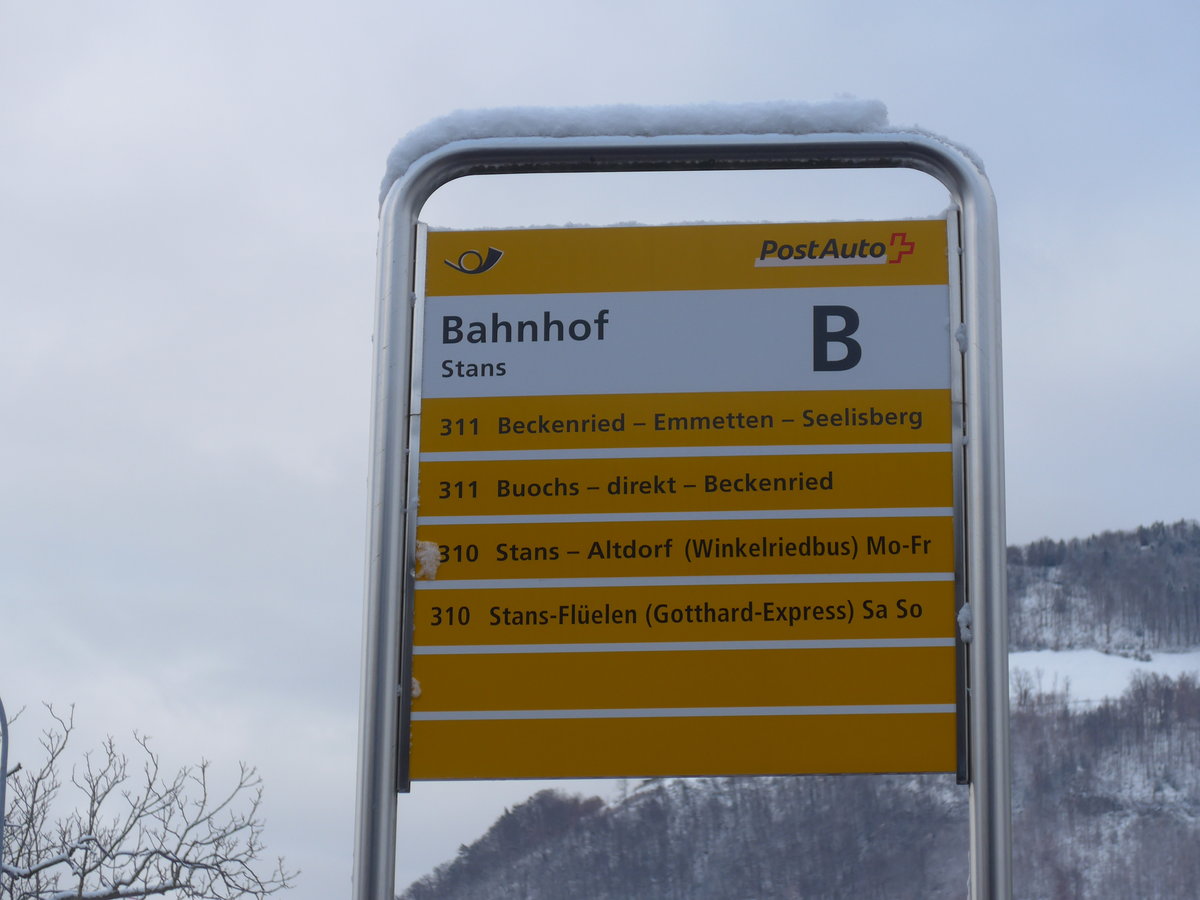 PostAuto
Bahnhof B
Stans
311 Beckenried – Emmetten – Seelisberg
311 Buochs – direkt – Beckenried
310 Stans – Altdorf (Winkelriedbus) Mo-Fr
310 Stans-Flüelen (Gotthard-Express) Sa So